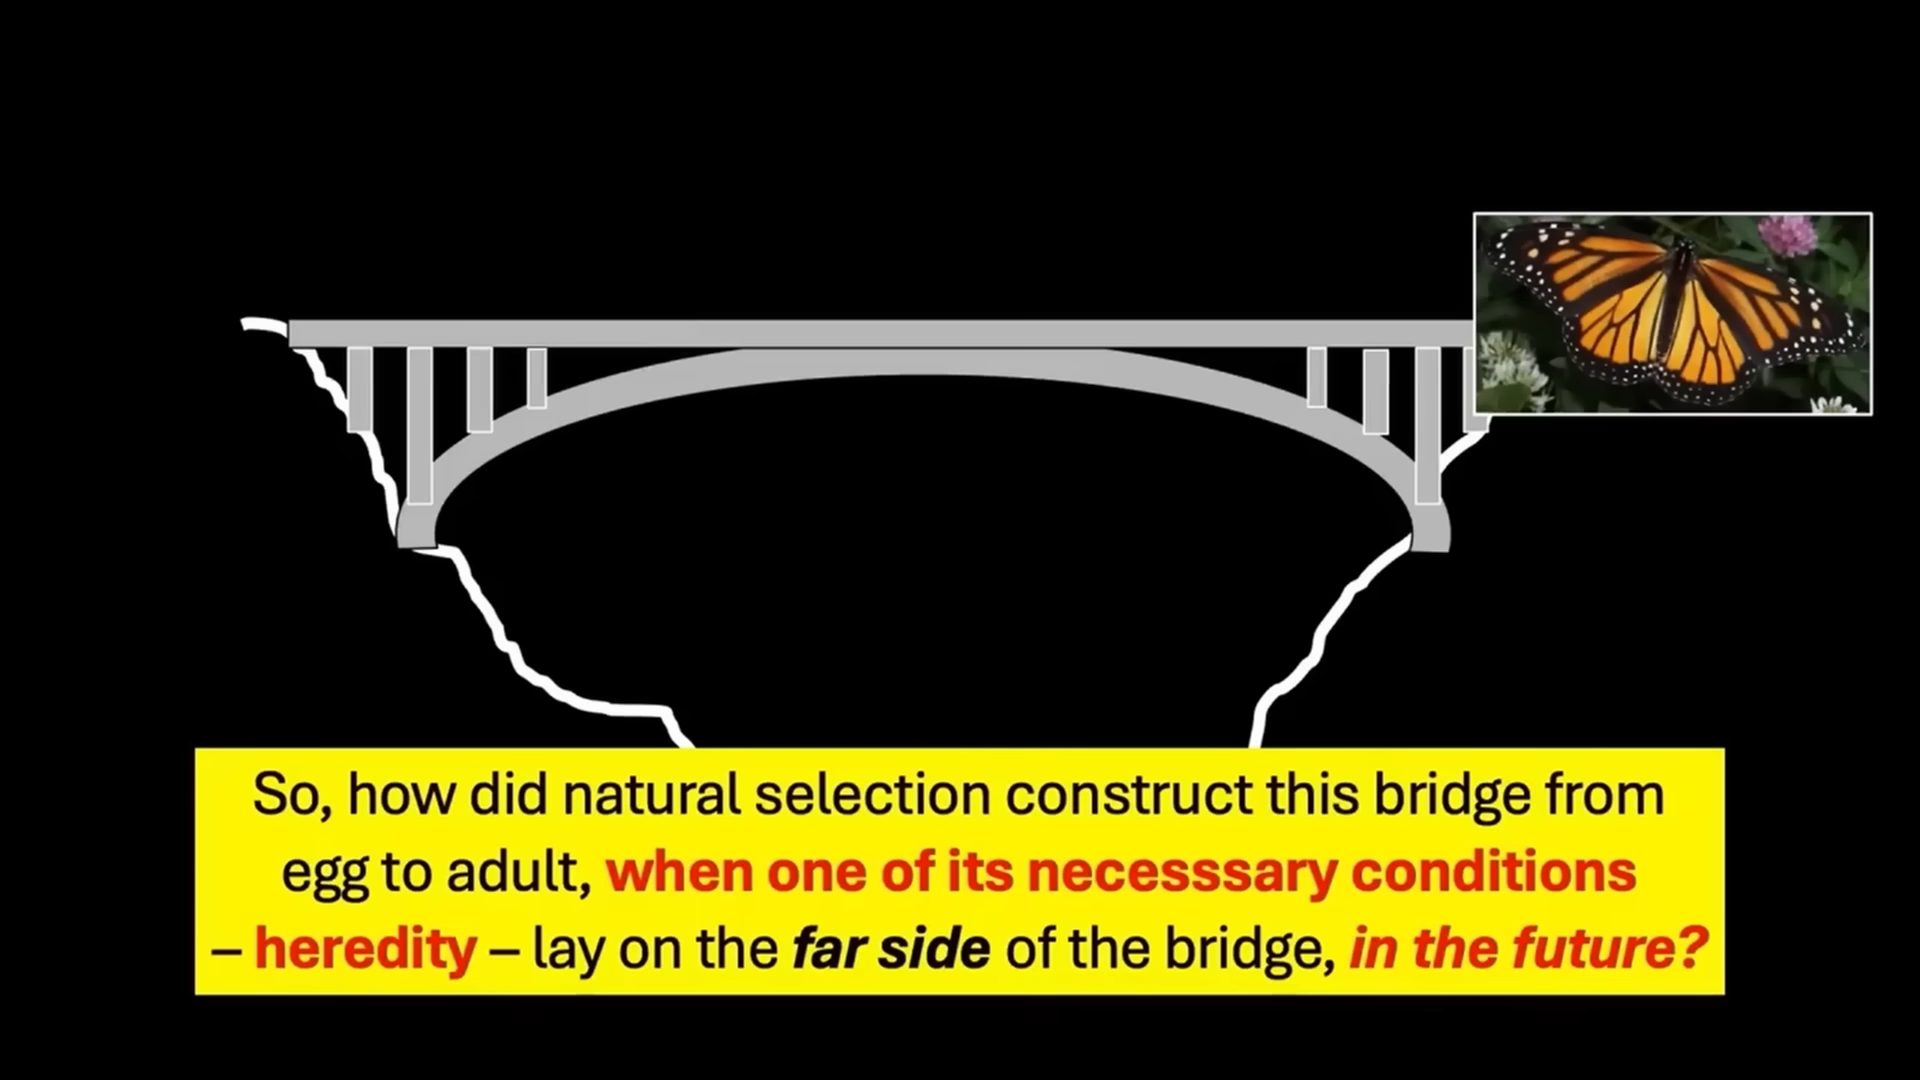 So, how did natural selection construct this bridge from
egg to adult, when one of its necesssary conditions
– heredity – lay on the far side of the bridge, in the future?